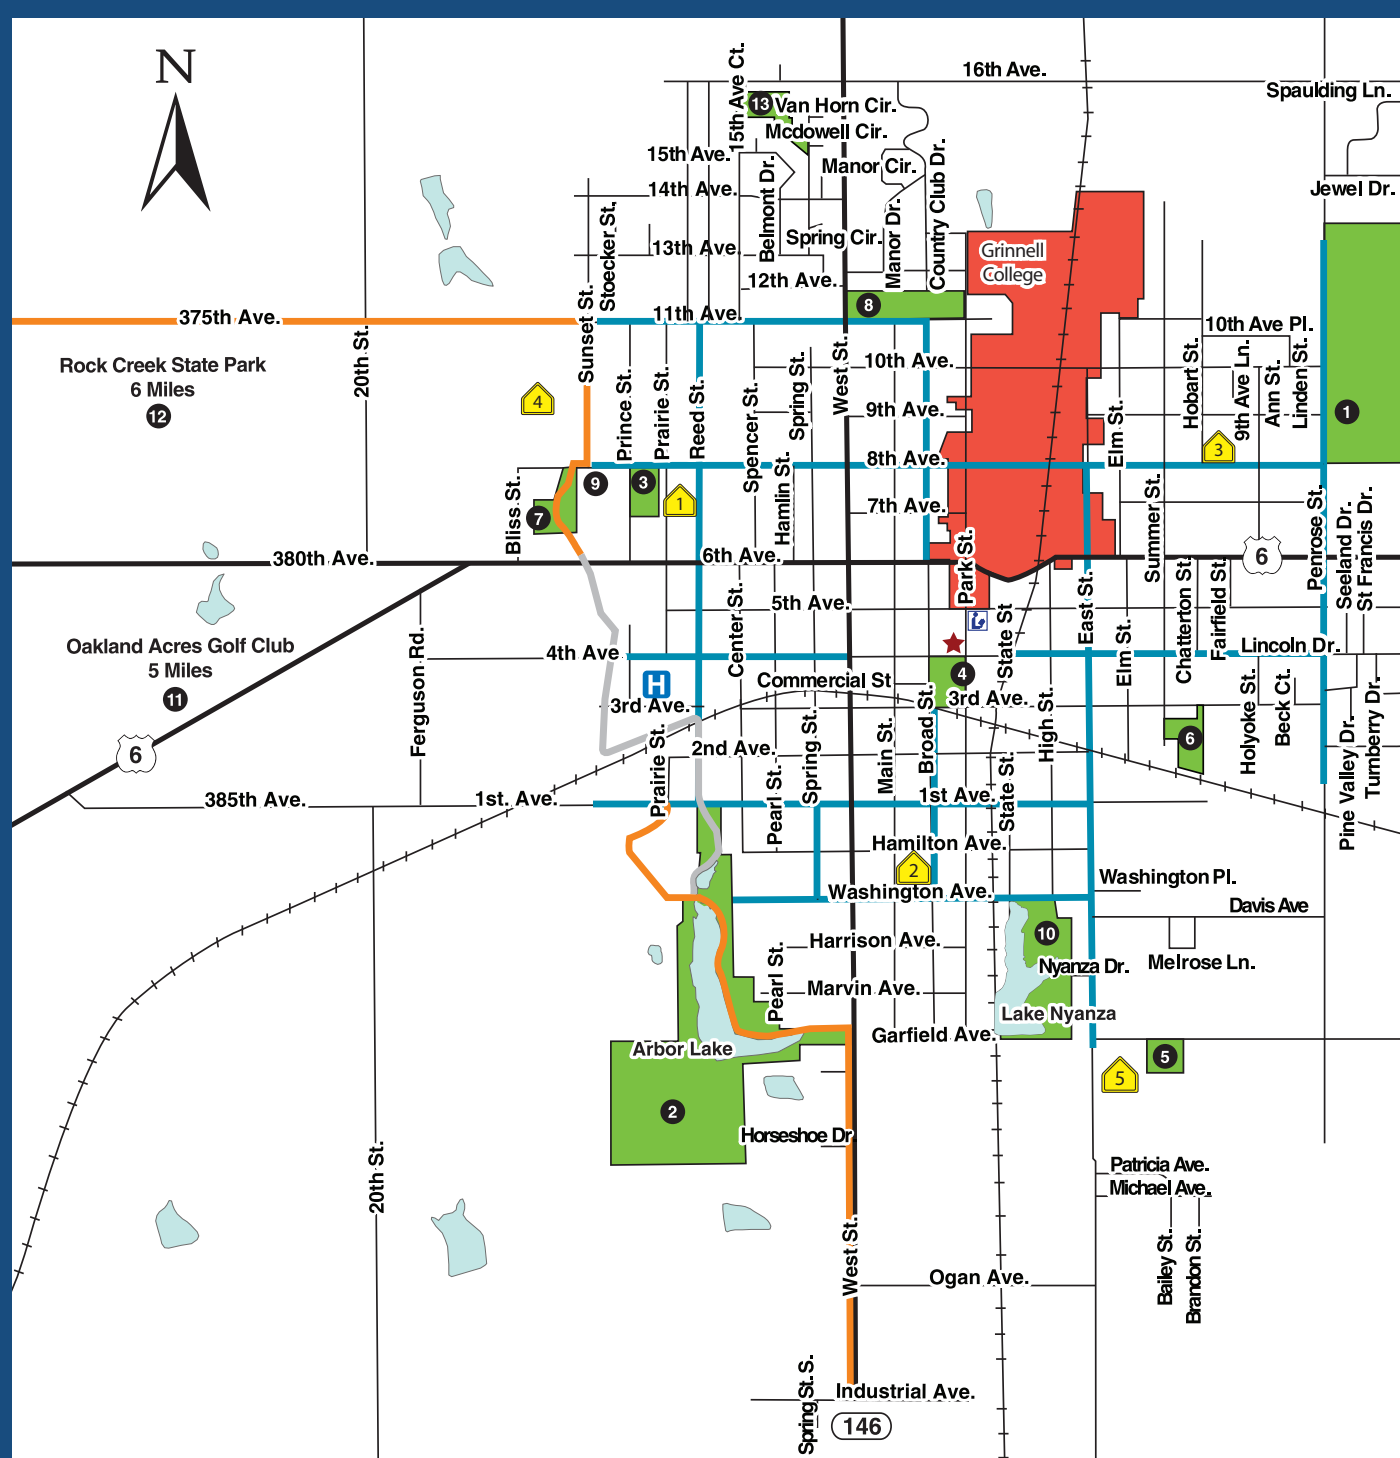 N
16th Ave.
Spaulding Ln.
15th Ave Ct.
13
Van Horn Cir.
Mcdowell Cir.
15th Ave.
Manor Cir.
Country Club Dr.
14th Ave.
Jewel Dr.
Belmont Dr.
Stoecker St.
Manor Dr.
Spring Cir.
13th Ave.
Grinnell
College
12th Ave.
8
375th Ave.
Sunset St.
11th Ave.
10th Ave Pl.
20th St.
Rock Creek State Park
6 Miles
12
10th Ave.
West St.
Hobart St.
9th Ave Ln.
Ann St.
Linden St.
4
Prince St.
Prairie St.
Reed St.
Spencer St.
Spring St.
9th Ave.
Elm St.
1
3
8th Ave.
9
3
1
Hamlin St.
7th Ave.
Bliss St.
7
Summer St.
Penrose St.
Seeland Dr.
St Francis Dr.
380th Ave.
6th Ave.
Park St.
6
5th Ave.
Center St.
State St
East St.
Elm St.
Chatterton St.
Fairfield St.
Oakland Acres Golf Club
5 Miles
11
Ferguson Rd.
4th Ave
Lincoln Dr.
H
Commercial St
4
3rd Ave.
3rd Ave.
6
Prairie St.
2nd Ave.
Spring St.
Main St.
Broad St.
High St.
6
Holyoke St.
Beck Ct.
Pine Valley Dr.
Turnberry Dr.
385th Ave.
1st. Ave.
1st Ave.
Pearl St.
State St.
Hamilton Ave.
2
Washington Ave.
Washington Pl.
Davis Ave
10
Harrison Ave.
Nyanza Dr.
Melrose Ln.
Pearl St.
Marvin Ave.
Lake Nyanza
Arbor Lake
Garfield Ave.
5
5
2
Horseshoe Dr.
20th St.
Patricia Ave.
Michael Ave.
West St.
Bailey St.
Brandon St.
Ogan Ave.
Spring St. S.
Industrial Ave.
146